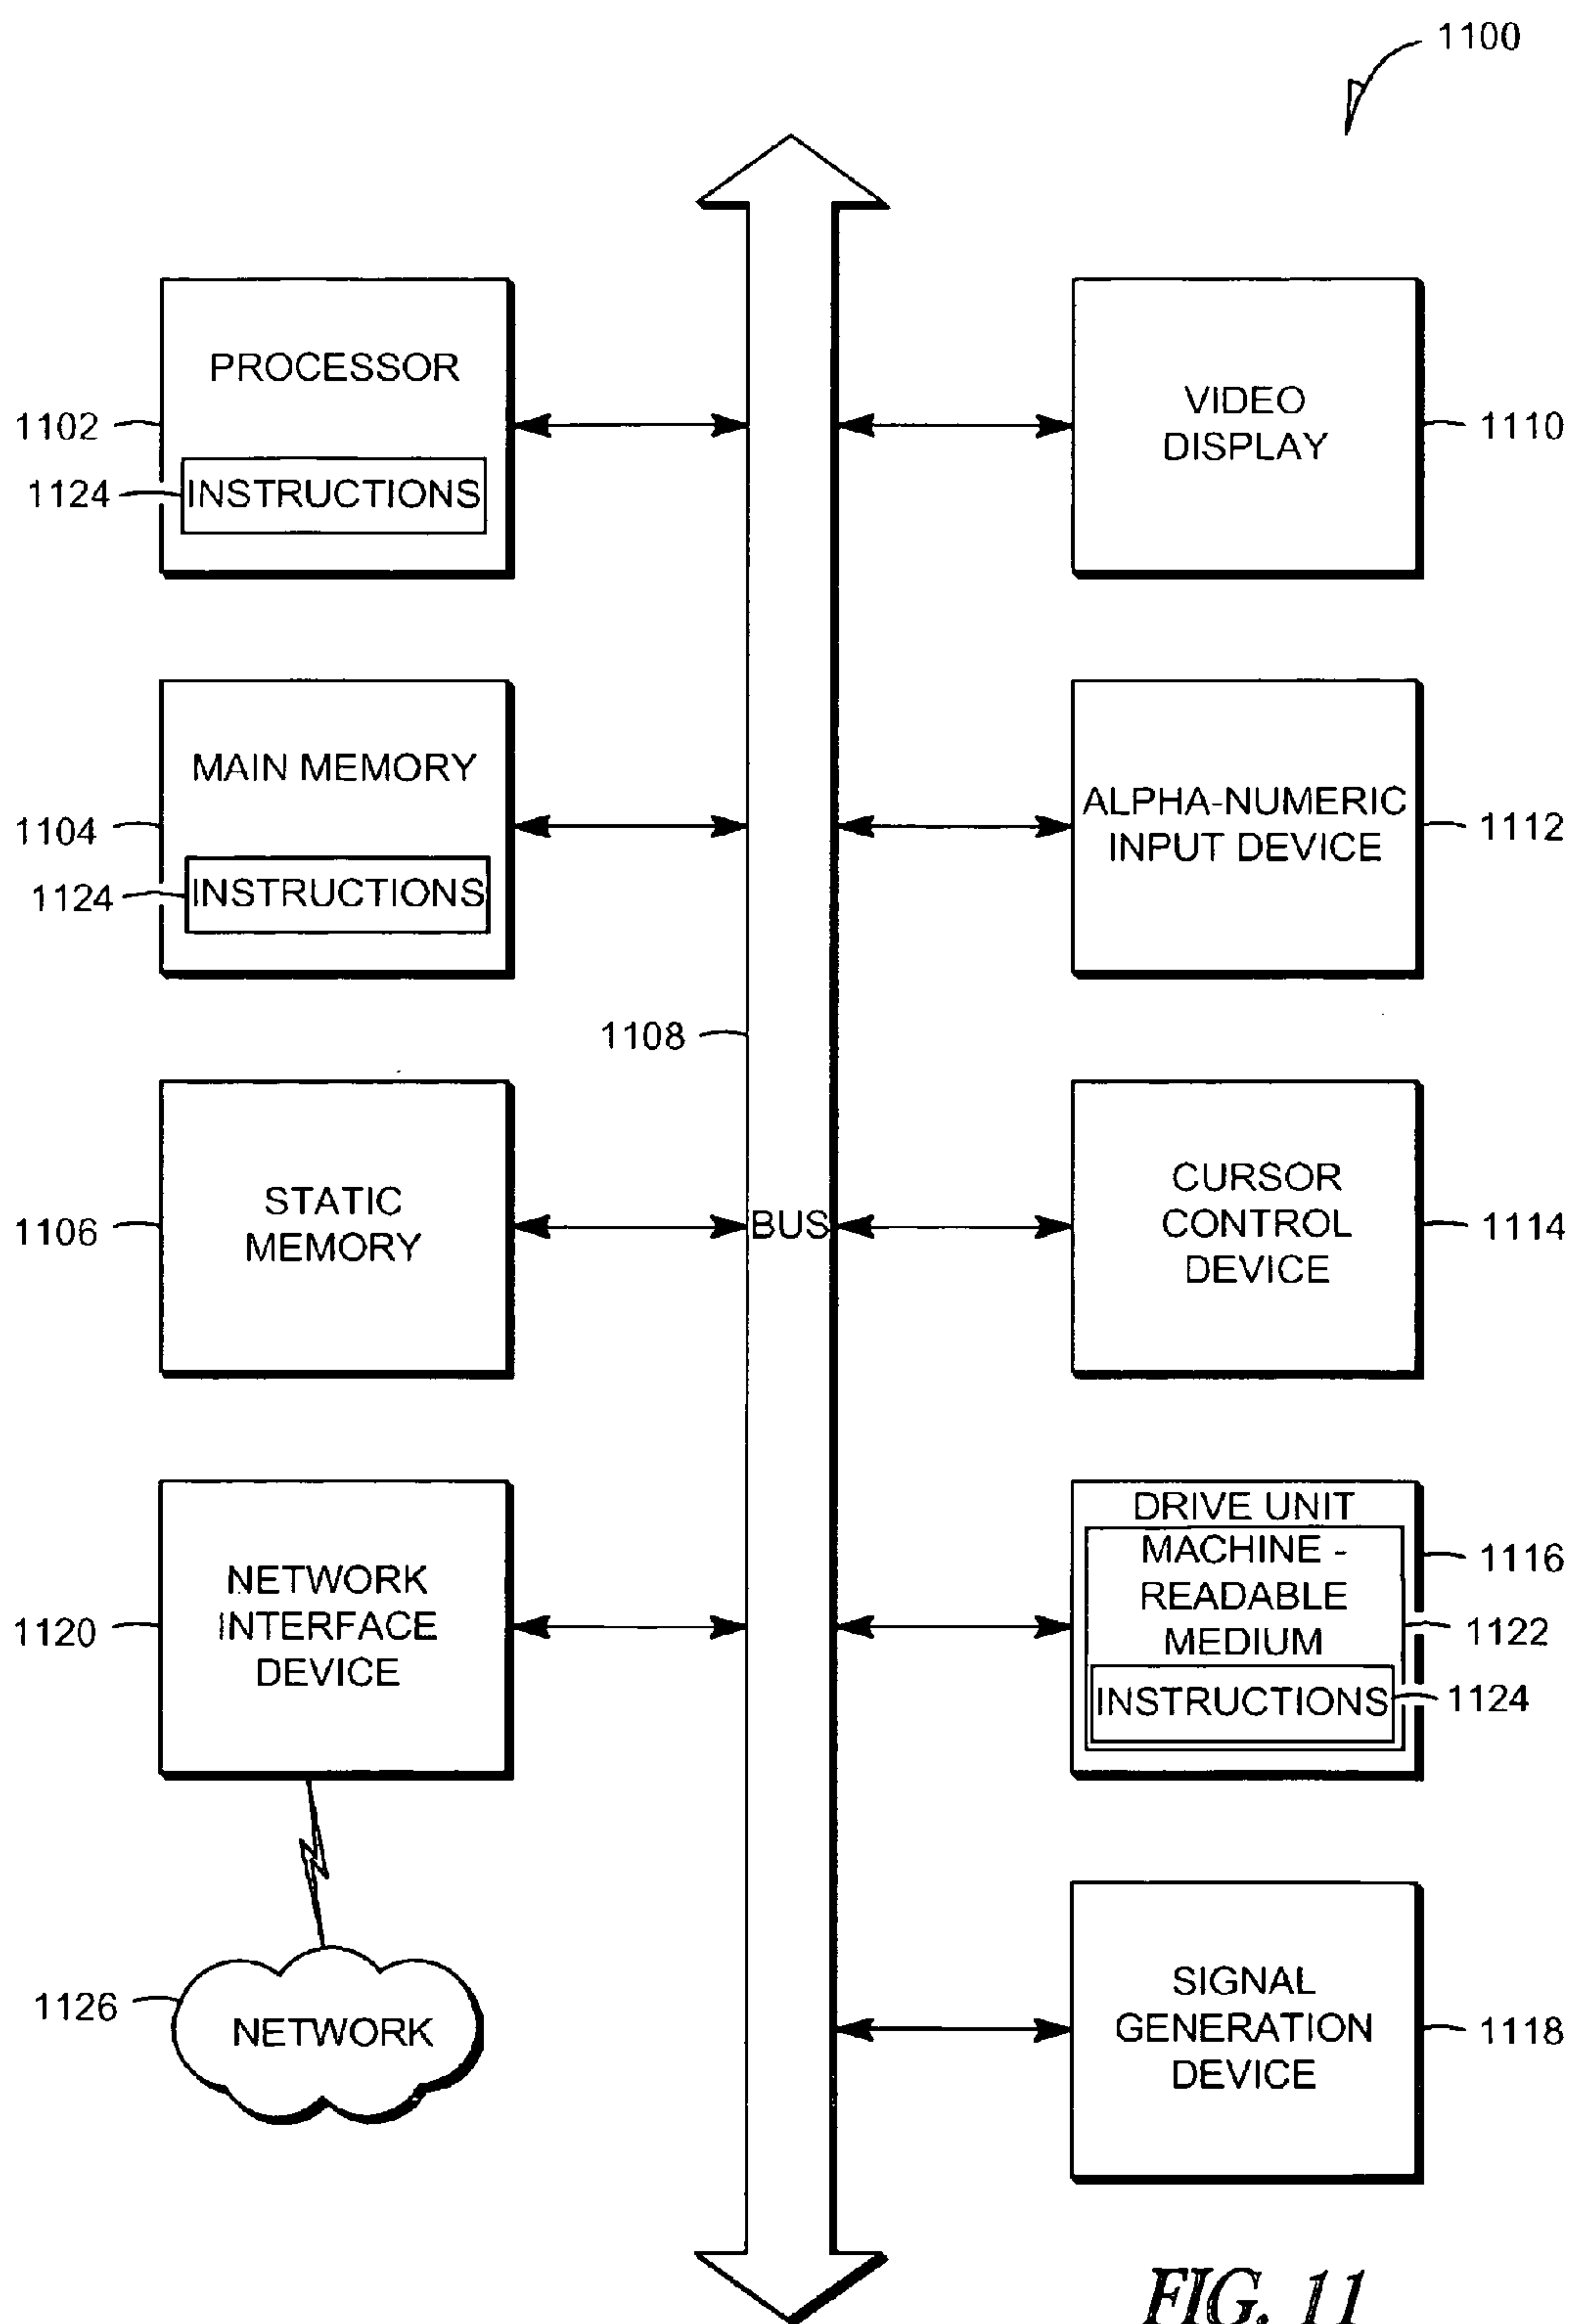 1100
PROCESSOR
1102
1124
INSTRUCTIONS
MAIN MEMORY
1104
1124
INSTRUCTIONS
1108
STATIC
MEMORY
1106
BUS
NETWORK
INTERFACE
DEVICE
1120
1126
NETWORK
VIDEO
DISPLAY
1110
ALPHA-NUMERIC
INPUT DEVICE
1112
CURSOR
CONTROL
DEVICE
1114
DRIVE UNIT
MACHINE -
READABLE
MEDIUM
1116
1122
INSTRUCTIONS
1124
SIGNAL
GENERATION
DEVICE
1118
FIG. 11